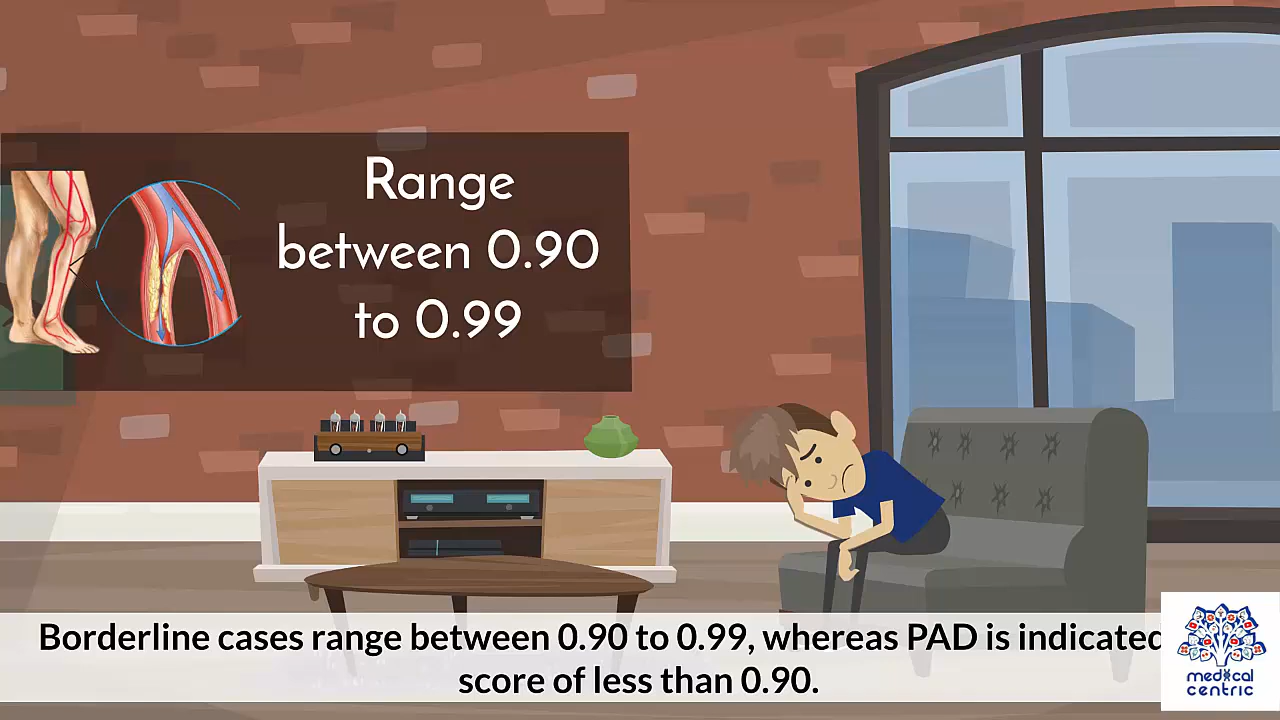 Range
between 0.90
to 0.99
Borderline cases range between 0.90 to 0.99, whereas PAD is indicated
score of less than 0.90.
medical
centric